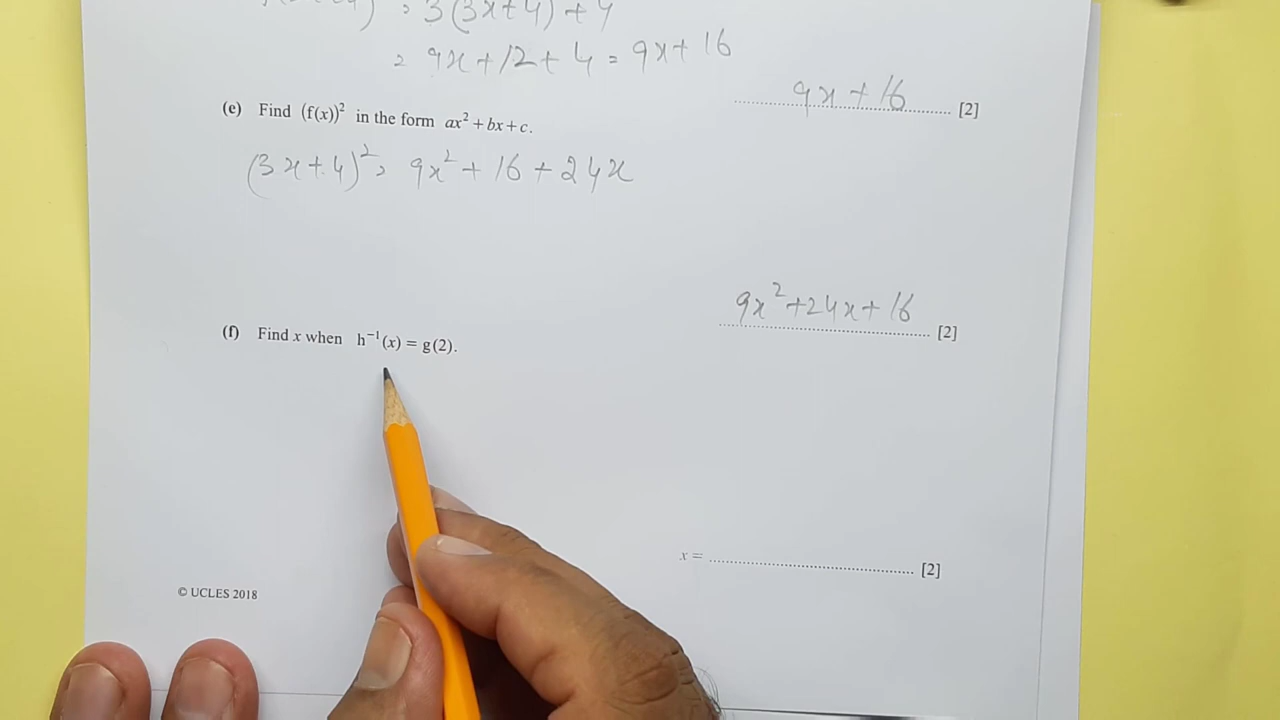 = 3(3x+4)+4
= 9x+12+4 = 9x+16
9x+16 [2]
(e) Find (f(x))² in the form ax²+bx+c.
(3x+4)² = 9x²+16+24x
9x²+24x+16 [2]
(f) Find x when h⁻¹(x) = g(2).
x = [2]
© UCLES 2018